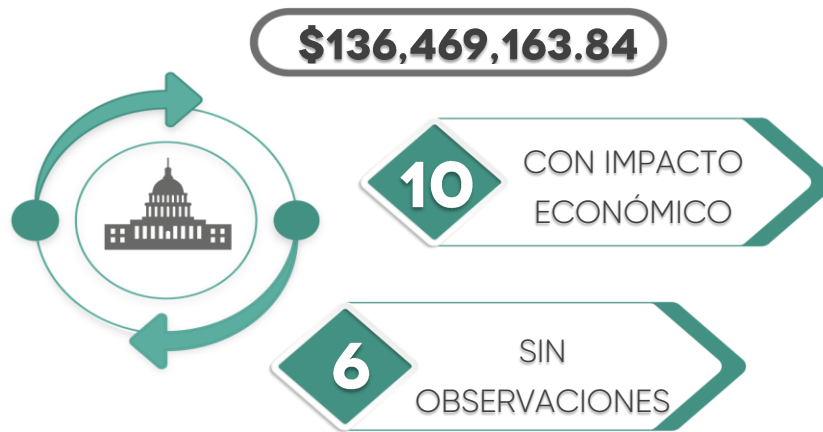 $136,469,163.84
10
CON IMPACTO
ECONÓMICO
6
SIN
OBSERVACIONES